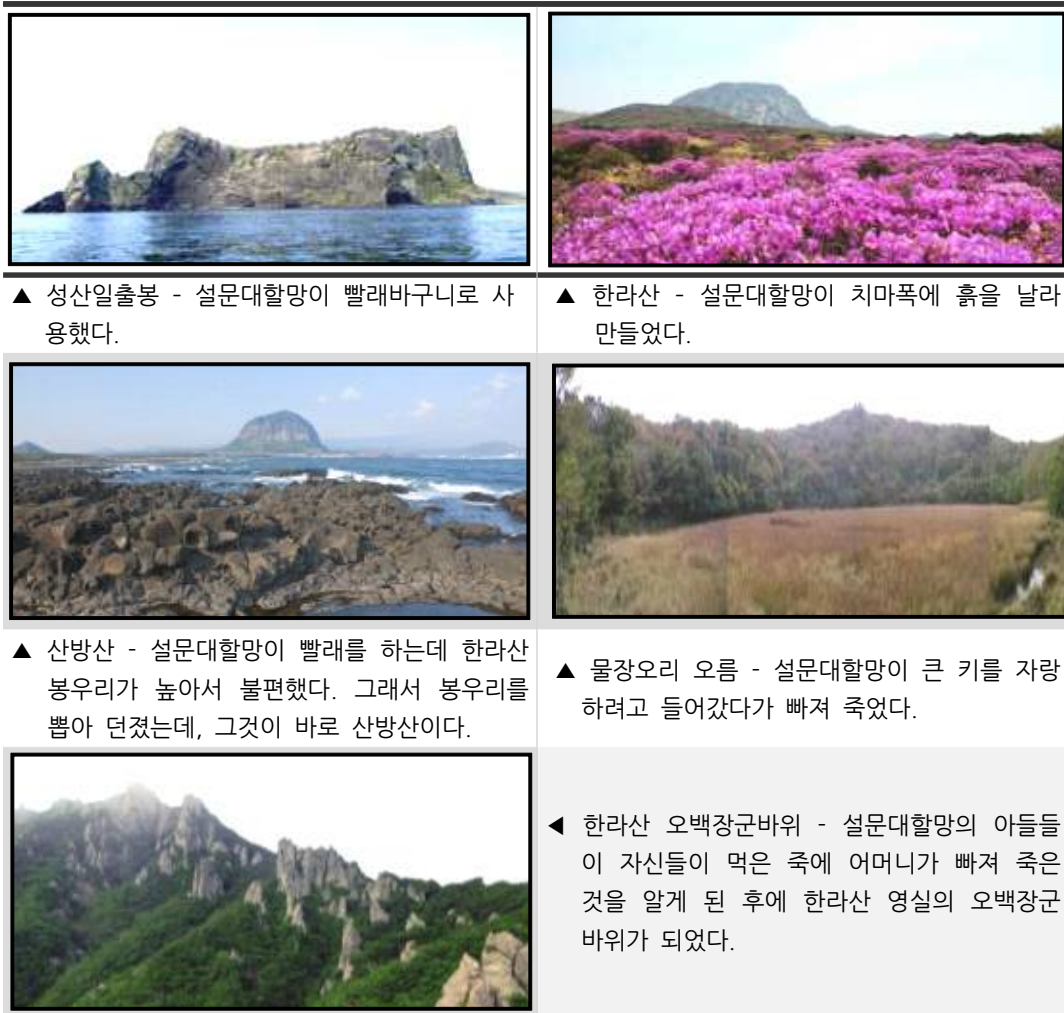 ▲ 성산일출봉 - 설문대할망이 빨래바구니로 사
용했다.
▲ 한라산 - 설문대할망이 치마폭에 흙을 날라
만들었다.
▲ 산방산 - 설문대할망이 빨래를 하는데 한라산
봉우리가 높아서 불편했다. 그래서 봉우리를
뽑아 던졌는데, 그것이 바로 산방산이다.
▲ 물장오리 오름 - 설문대할망이 큰 키를 자랑
하려고 들어갔다가 빠져 죽었다.
◀ 한라산 오백장군바위 - 설문대할망의 아들들
이 자신들이 먹은 죽에 어머니가 빠져 죽은
것을 알게 된 후에 한라산 영실의 오백장군
바위가 되었다.